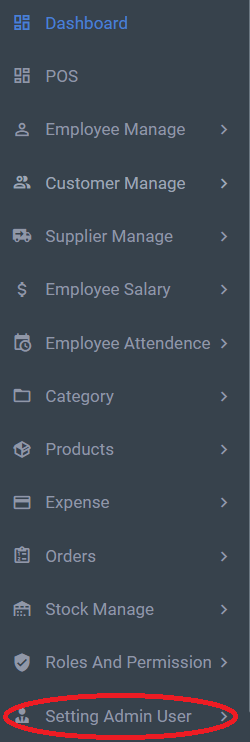 Dashboard
POS
Employee Manage
Customer Manage
Supplier Manage
Employee Salary
Employee Attendence
Category
Products
Expense
Orders
Stock Manage
Roles And Permission
Setting Admin User